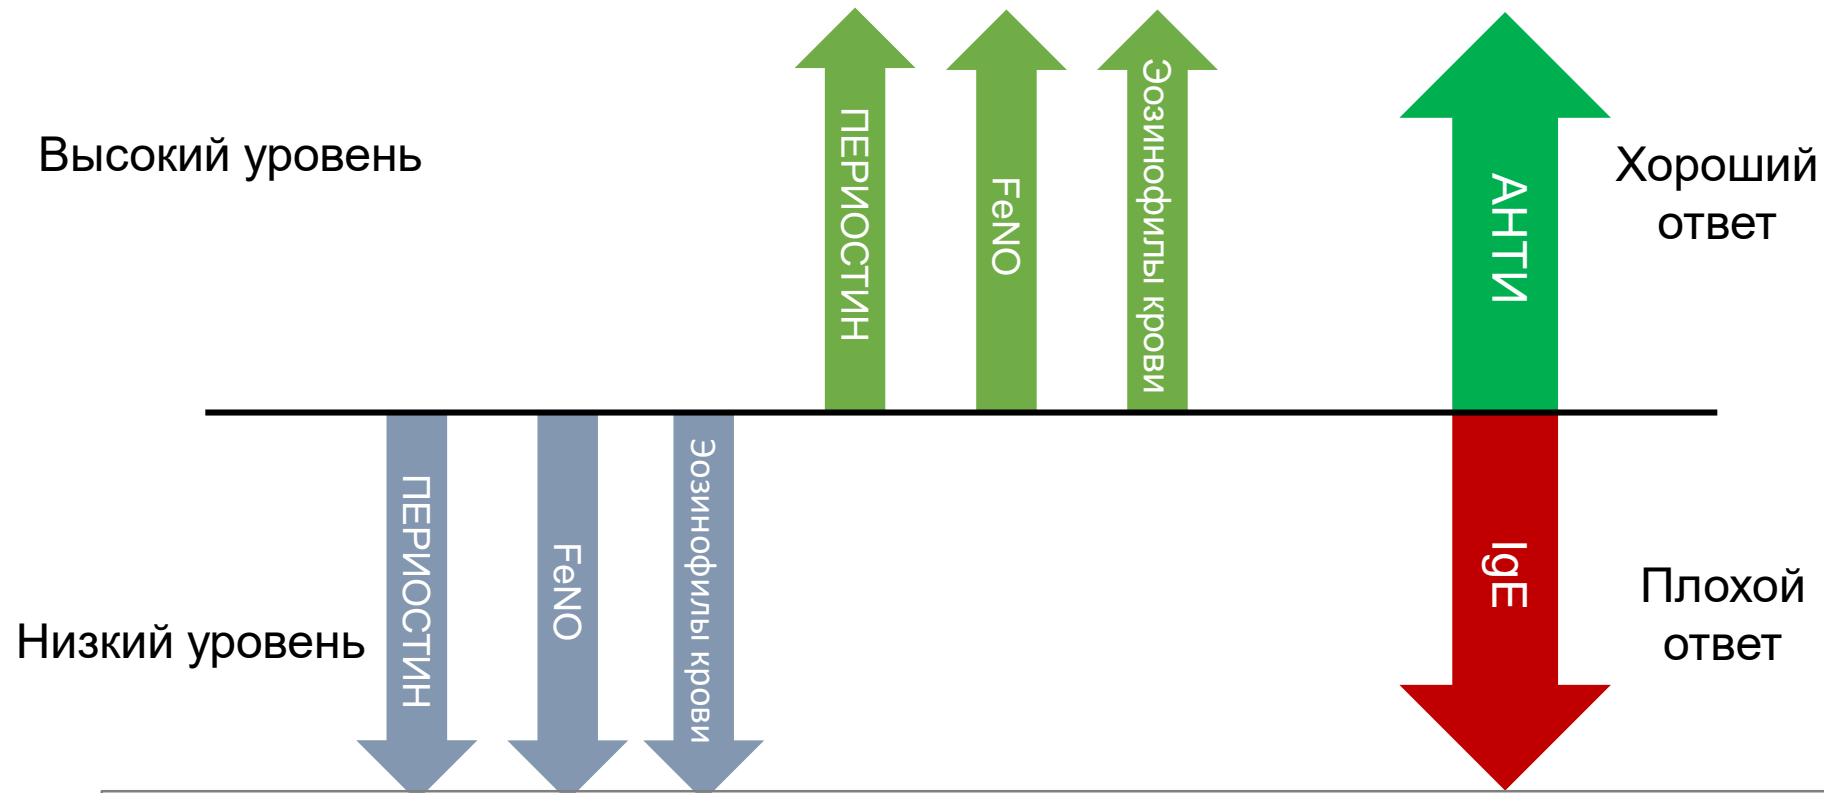 Высокий уровень
ПЕРИОСТИН
FeNO
Эозинофилы крови
АНТИ
Хороший
ответ
Низкий уровень
ПЕРИОСТИН
FeNO
Эозинофилы крови
IgE
Плохой
ответ